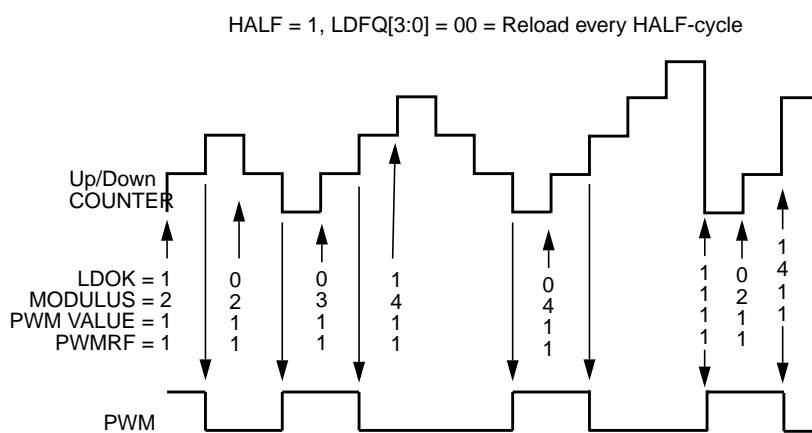 HALF = 1, LDFQ[3:0] = 00 = Reload every HALF-cycle
Up/Down
COUNTER
LDOK = 1 0 0 1 0 1 0 1
MODULUS = 2 2 3 4 4 1 2 4
PWM VALUE = 1 1 1 1 1 1 1 1
PWMRF = 1 1 1 1 1 1 1 1
PWM